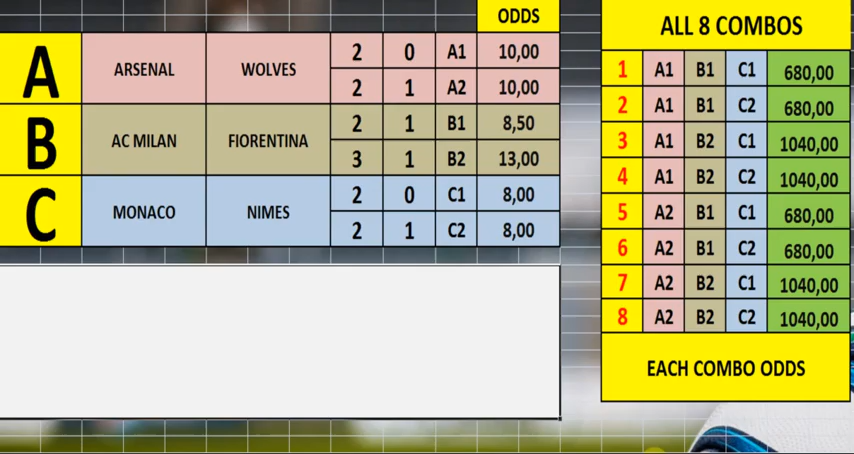 ODDS
A ARSENAL WOLVES 2 0 A1 10,00
2 1 A2 10,00
B AC MILAN FIORENTINA 2 1 B1 8,50
3 1 B2 13,00
C MONACO NIMES 2 0 C1 8,00
2 1 C2 8,00
ALL 8 COMBOS
1 A1 B1 C1 680,00
2 A1 B1 C2 680,00
3 A1 B2 C1 1040,00
4 A1 B2 C2 1040,00
5 A2 B1 C1 680,00
6 A2 B1 C2 680,00
7 A2 B2 C1 1040,00
8 A2 B2 C2 1040,00
EACH COMBO ODDS